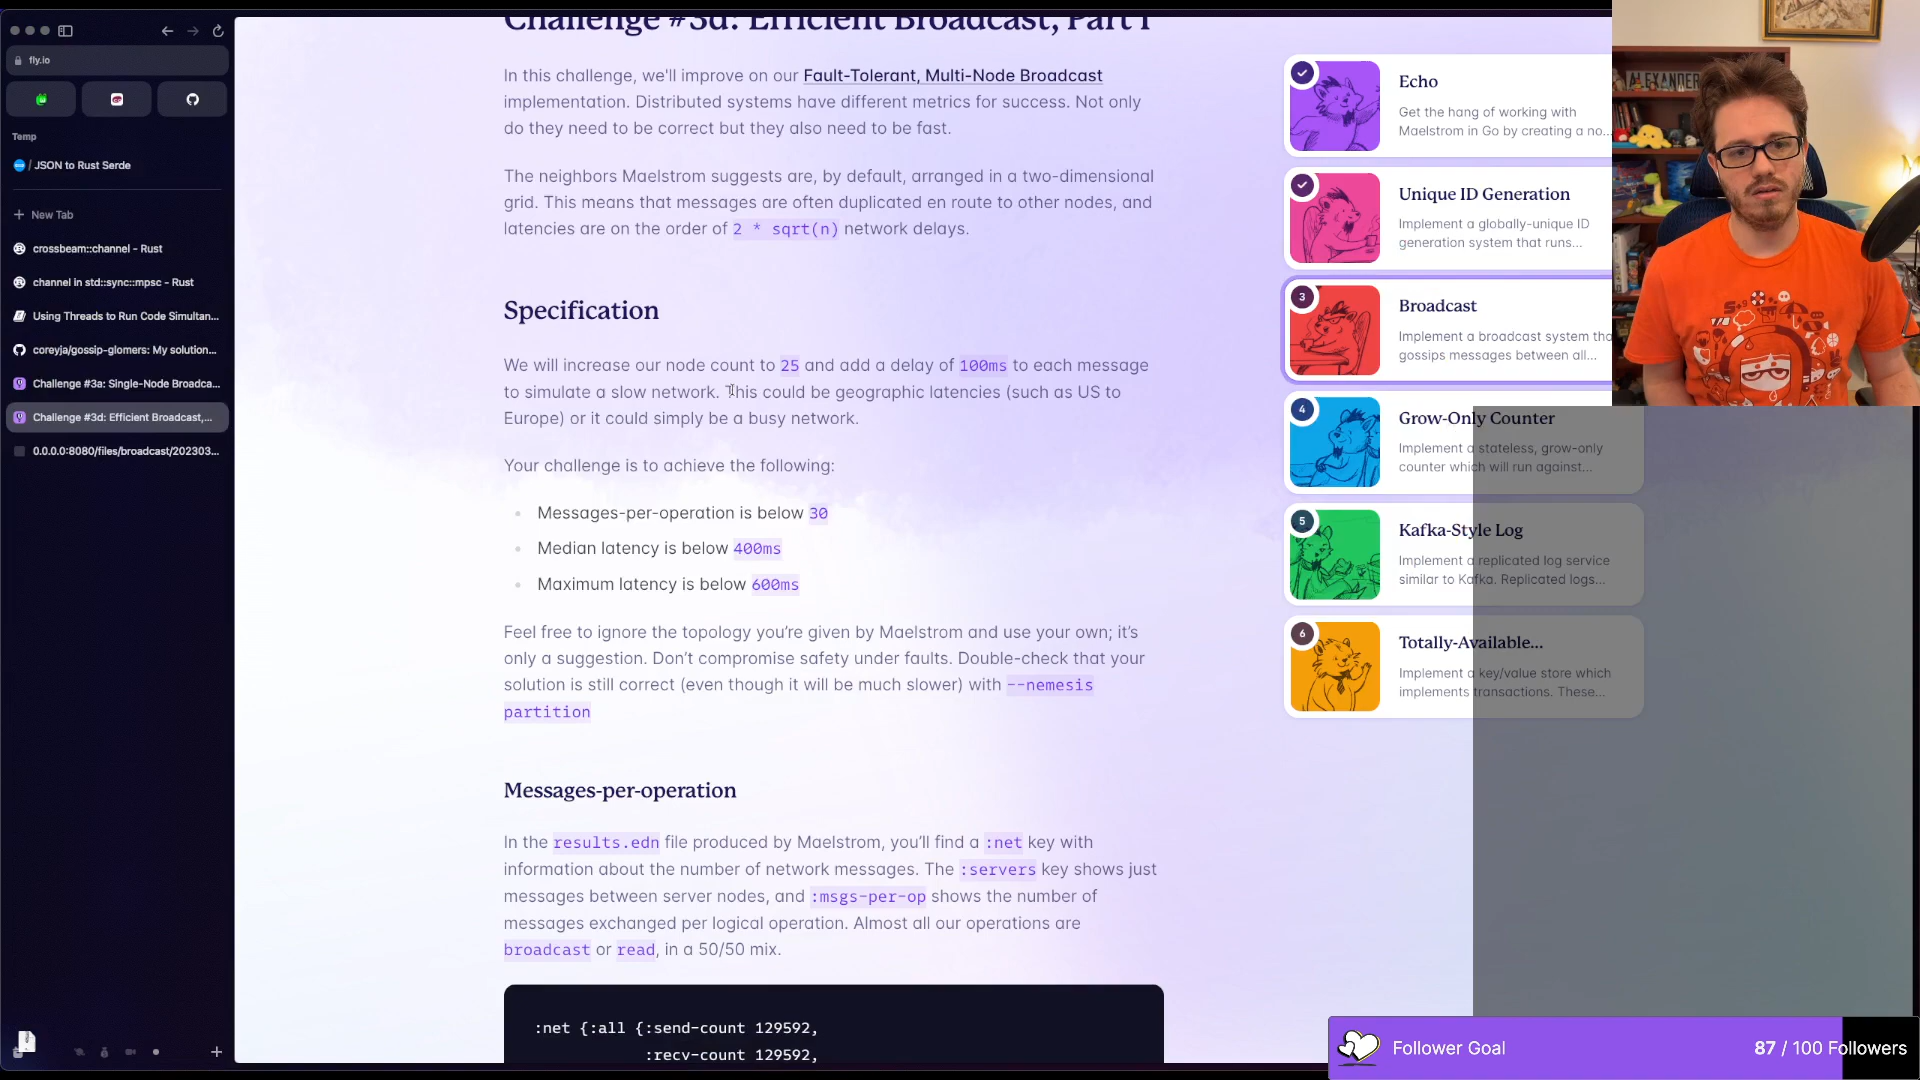 fly.io
Temp
/ JSON to Rust Serde
New Tab
crossbeam::channel - Rust
channel in std::sync::mpsc - Rust
Using Threads to Run Code Simultan...
coreyja/gossip-glomers: My solution...
Challenge #3a: Single-Node Broadca...
Challenge #3d: Efficient Broadcast,...
0.0.0.0:8080/files/broadcast/202303...
Challenge #3d: Efficient Broadcast, Part I
In this challenge, we'll improve on our Fault-Tolerant, Multi-Node Broadcast
implementation. Distributed systems have different metrics for success. Not only
do they need to be correct but they also need to be fast.
The neighbors Maelstrom suggests are, by default, arranged in a two-dimensional
grid. This means that messages are often duplicated en route to other nodes, and
latencies are on the order of 2 * sqrt(n) network delays.
Specification
We will increase our node count to 25 and add a delay of 100ms to each message
to simulate a slow network. This could be geographic latencies (such as US to
Europe) or it could simply be a busy network.
Your challenge is to achieve the following:
Messages-per-operation is below 30
Median latency is below 400ms
Maximum latency is below 600ms
Feel free to ignore the topology you’re given by Maelstrom and use your own; it’s
only a suggestion. Don’t compromise safety under faults. Double-check that your
solution is still correct (even though it will be much slower) with --nemesis
partition
Messages-per-operation
In the results.edn file produced by Maelstrom, you’ll find a :net key with
information about the number of network messages. The :servers key shows just
messages between server nodes, and :msgs-per-op shows the number of
messages exchanged per logical operation. Almost all our operations are
broadcast or read, in a 50/50 mix.
:net {:all {:send-count 129592,
:recv-count 129592,
Echo
Get the hang of working with
Maelstrom in Go by creating a no...
Unique ID Generation
Implement a globally-unique ID
generation system that runs...
3
Broadcast
Implement a broadcast system tha
gossips messages between all...
4
Grow-Only Counter
Implement a stateless, grow-only
counter which will run against...
5
Kafka-Style Log
Implement a replicated log service
similar to Kafka. Replicated logs...
6
Totally-Available...
Implement a key/value store which
implements transactions. These...
ALEXANDER
Follower Goal
87 / 100 Followers